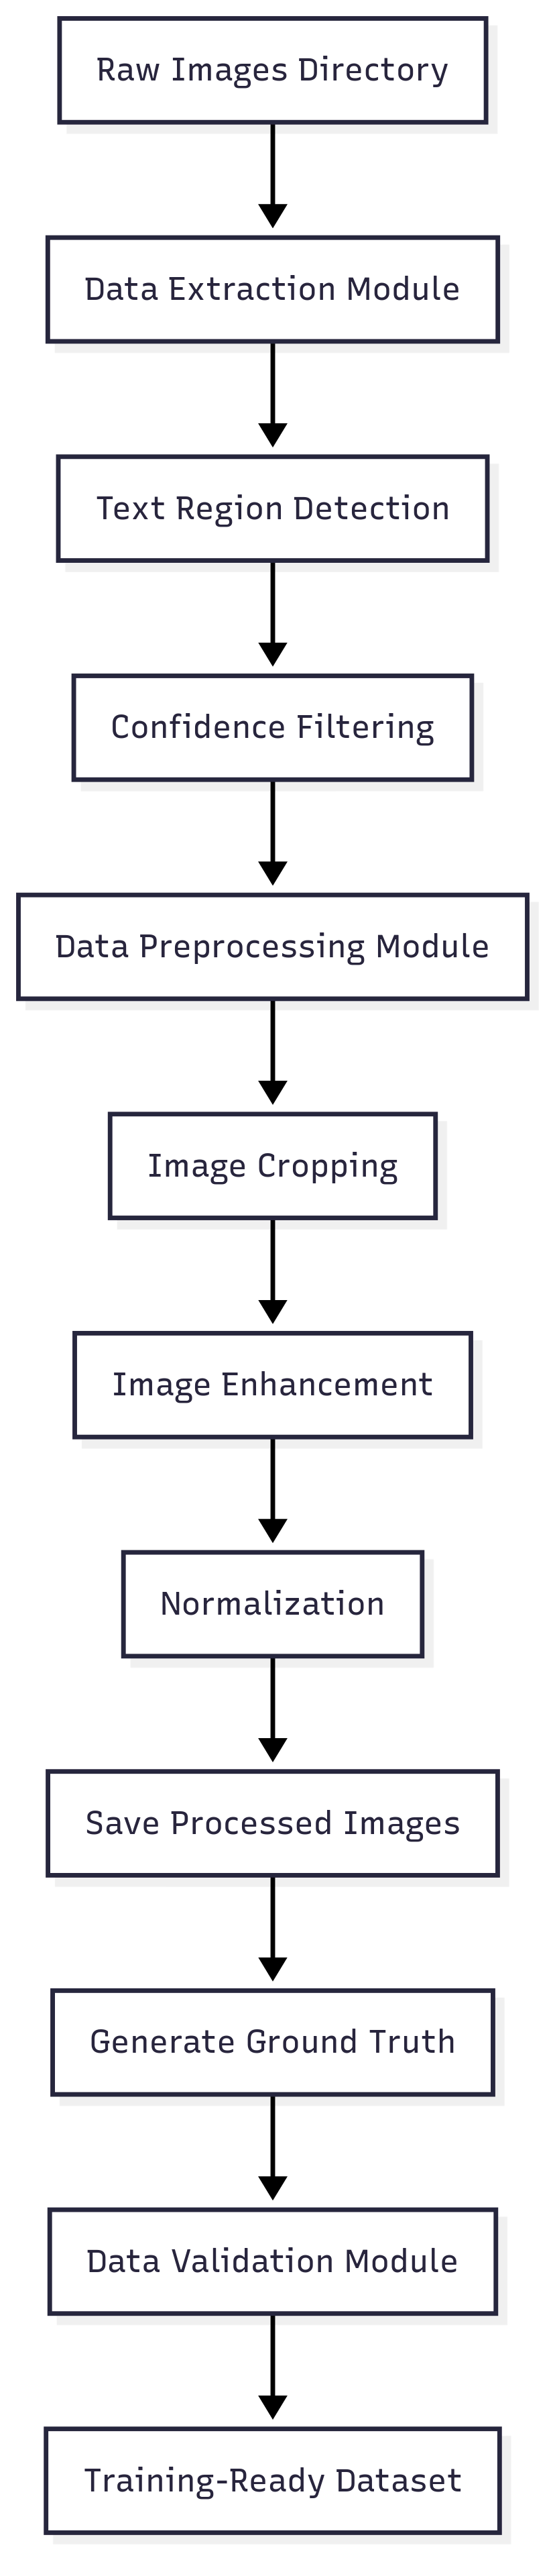 Raw Images Directory
Data Extraction Module
Text Region Detection
Confidence Filtering
Data Preprocessing Module
Image Cropping
Image Enhancement
Normalization
Save Processed Images
Generate Ground Truth
Data Validation Module
Training-Ready Dataset